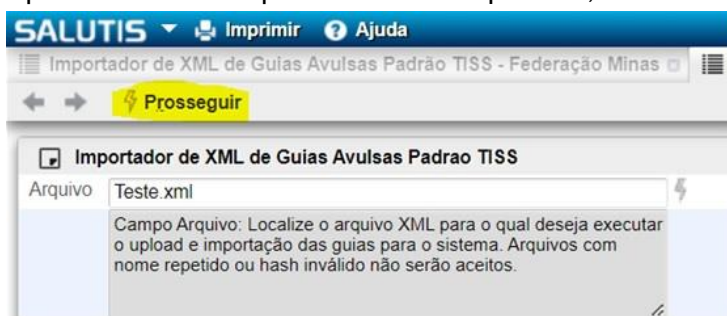 SALUTIS Imprimir Ajuda
Importador de XML de Guias Avulsas Padrão TISS - Federação Minas
Prosseguir
Importador de XML de Guias Avulsas Padrao TISS
Arquivo Teste.xml
Campo Arquivo: Localize o arquivo XML para o qual deseja executar
o upload e importação das guias para o sistema. Arquivos com
nome repetido ou hash inválido não serão aceitos.